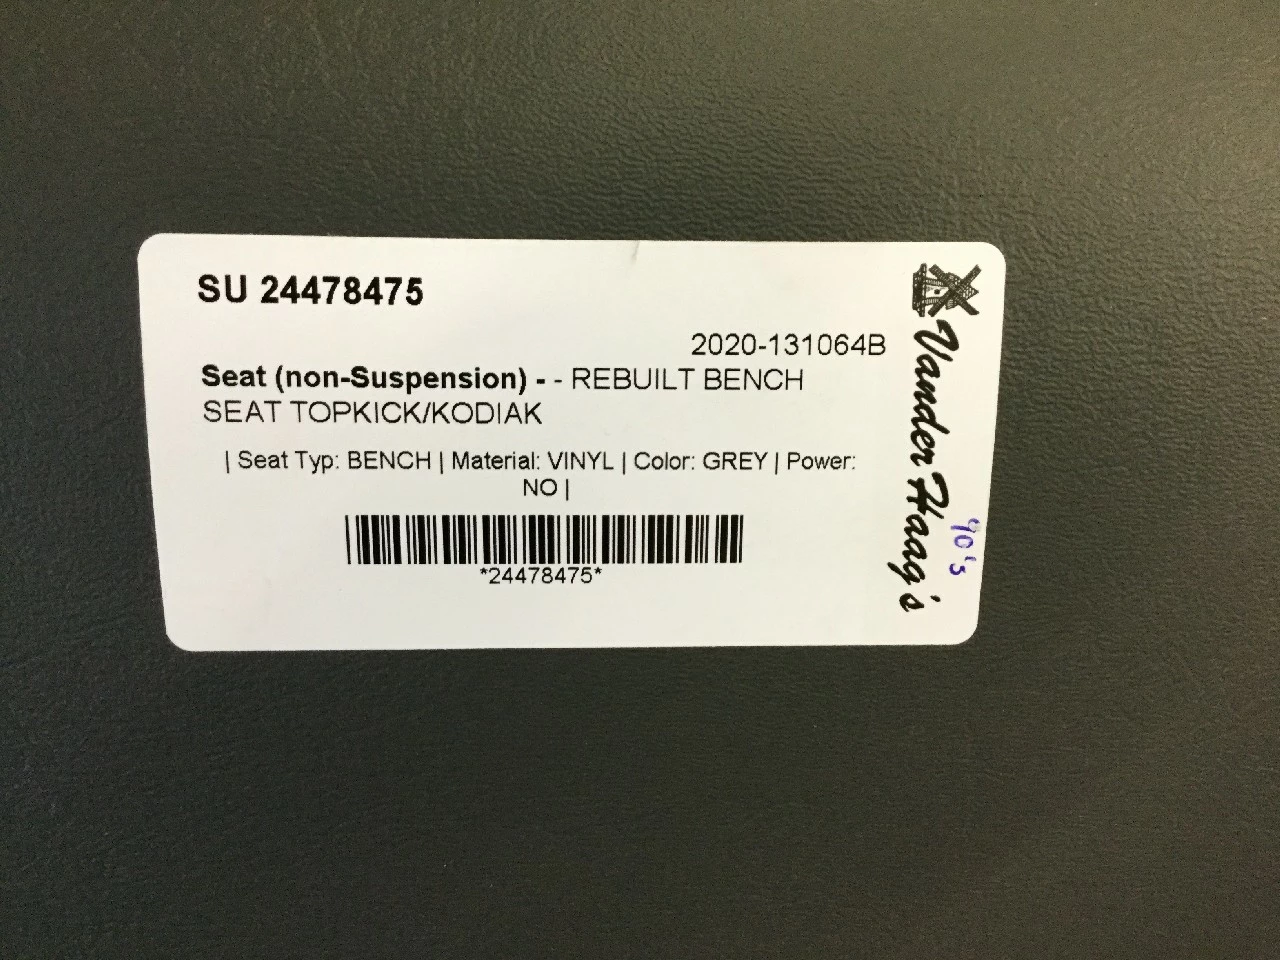 SU 24478475
2020-131064B
Seat (non-Suspension) - - REBUILT BENCH
SEAT TOPKICK/KODIAK
| Seat Typ: BENCH | Material: VINYL | Color: GREY | Power:
NO |
*24478475*
Vander Haag's
90's